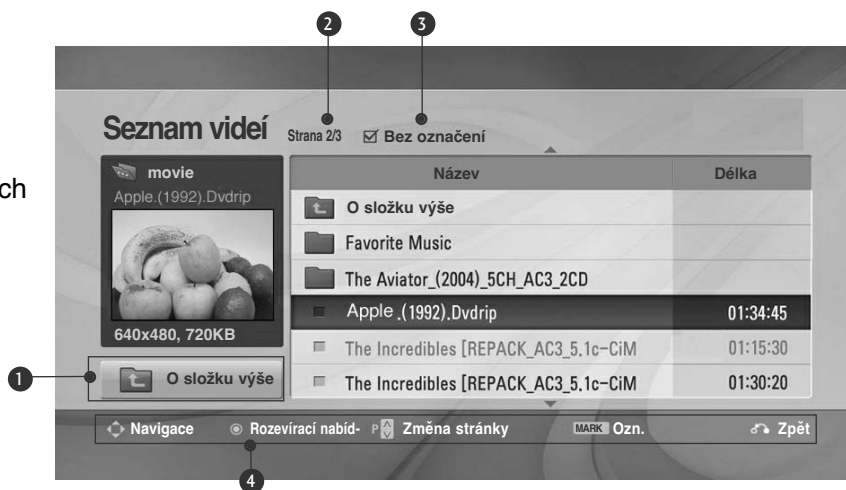 2 3
Seznam videí Strana 2/3 Bez označení
movie
Apple.(1992).Dvdrip
640x480, 720KB
ch
1
O složku výše
Název Délka
O složku výše
Favorite Music
The Aviator_(2004)_5CH_AC3_2CD
Apple.(1992).Dvdrip 01:34:45
The Incredibles [REPACK_AC3_5.1c-CiM 01:15:30
The Incredibles [REPACK_AC3_5.1c-CiM 01:30:20
Navigace Rozevírací nabíd- P Změna stránky MARK Ozn. Zpět
4